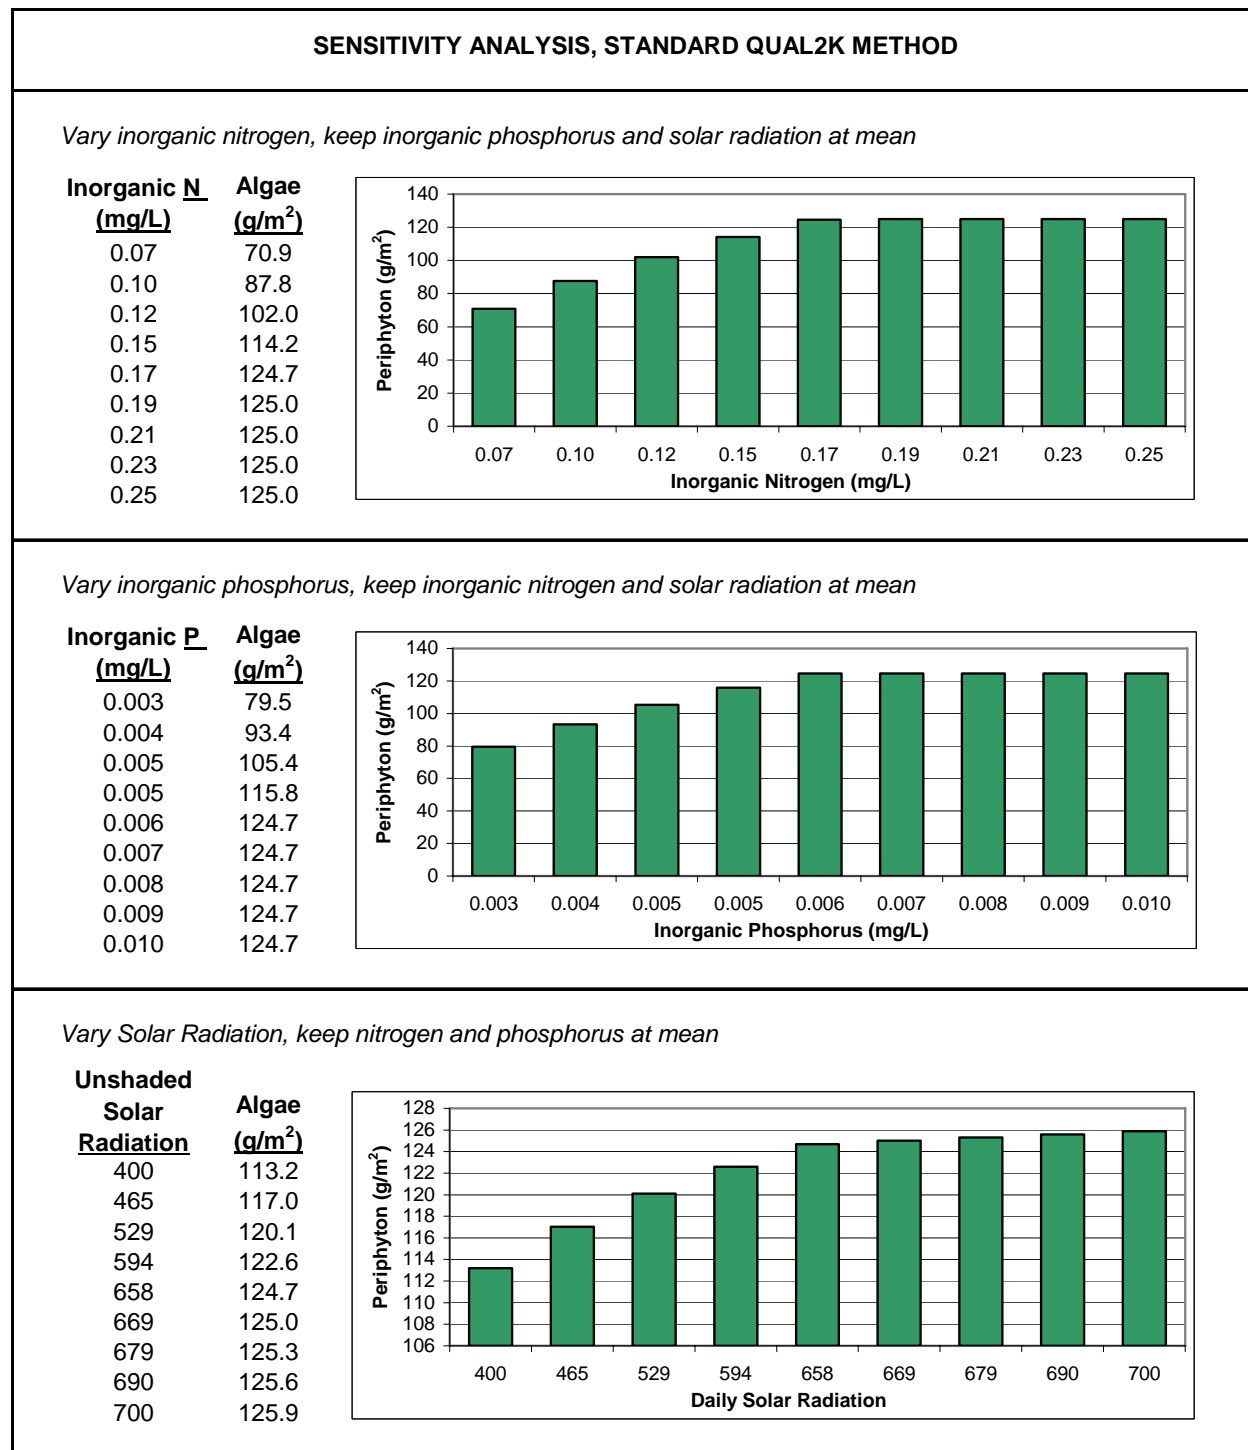 SENSITIVITY ANALYSIS, STANDARD QUAL2K METHOD
Vary inorganic nitrogen, keep inorganic phosphorus and solar radiation at mean
Inorganic N Algae
(mg/L) (g/m²)
0.07 70.9
0.10 87.8
0.12 102.0
0.15 114.2
0.17 124.7
0.19 125.0
0.21 125.0
0.23 125.0
0.25 125.0
Periphyton (g/m²)
140
120
100
80
60
40
20
0
0.07 0.10 0.12 0.15 0.17 0.19 0.21 0.23 0.25
Inorganic Nitrogen (mg/L)
Vary inorganic phosphorus, keep inorganic nitrogen and solar radiation at mean
Inorganic P Algae
(mg/L) (g/m²)
0.003 79.5
0.004 93.4
0.005 105.4
0.005 115.8
0.006 124.7
0.007 124.7
0.008 124.7
0.009 124.7
0.010 124.7
Periphyton (g/m²)
140
120
100
80
60
40
20
0
0.003 0.004 0.005 0.005 0.006 0.007 0.008 0.009 0.010
Inorganic Phosphorus (mg/L)
Vary Solar Radiation, keep nitrogen and phosphorus at mean
Unshaded
Solar Algae
Radiation (g/m²)
400 113.2
465 117.0
529 120.1
594 122.6
658 124.7
669 125.0
679 125.3
690 125.6
700 125.9
Periphyton (g/m²)
128
126
124
122
120
118
116
114
112
110
108
106
400 465 529 594 658 669 679 690 700
Daily Solar Radiation